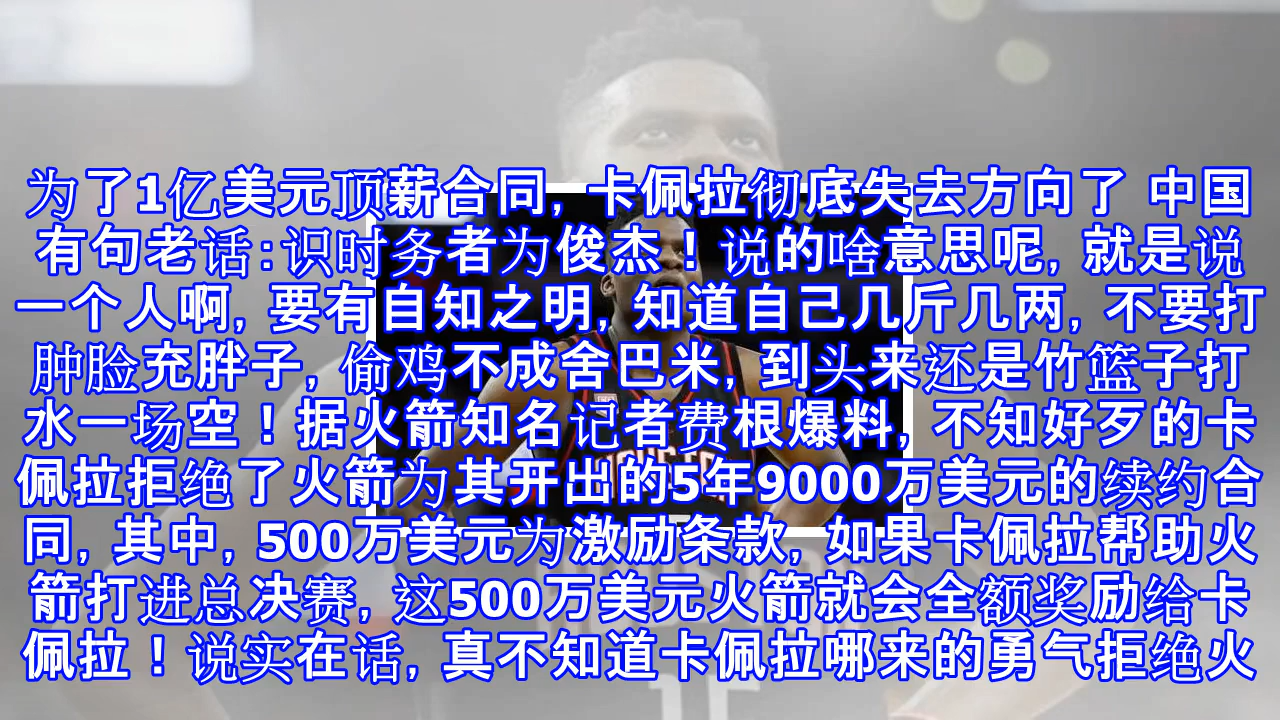 为了1亿美元顶薪合同, 卡佩拉彻底失去方向了 中国
有句老话:识时务者为俊杰！说的啥意思呢, 就是说
一个人啊, 要有自知之明, 知道自己几斤几两, 不要打
肿脸充胖子, 偷鸡不成舍巴米, 到头来还是竹篮子打
水一场空！据火箭知名记者费根爆料, 不知好歹的卡
佩拉拒绝了火箭为其开出的5年9000万美元的续约合
同, 其中, 500万美元为激励条款, 如果卡佩拉帮助火
箭打进总决赛, 这500万美元火箭就会全额奖励给卡
佩拉！说实在话, 真不知道卡佩拉哪来的勇气拒绝火